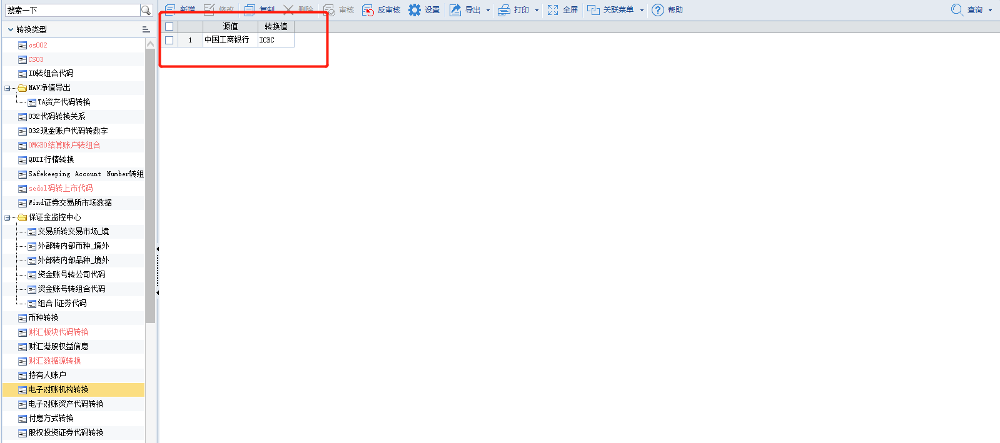 搜索一下
转换类型
cs002
CS03
ID转组合代码
NAV净值导出
TA资产代码转换
O32代码转换关系
O32现金账户代码转数字
OMGEO结算账户转组合
QDII行情转换
Safekeeping Account Number转组
sedol码转上市代码
Wind证券交易所市场数据
保证金监控中心
交易所转交易市场_境
外部转内部币种_境外
外部转内部品种_境外
资金账号转公司代码
资金账号转组合代码
组合|证券代码
币种转换
财汇板块代码转换
财汇港股权益信息
财汇数据源转换
持有人账户
电子对账机构转换
电子对账资产代码转换
付息方式转换
股权投资证券代码转换
新增 修改 复制 删除 审核 反审核 设置 导出 打印 全屏 关联菜单 帮助 查询
源值 转换值
1 中国工商银行 ICBC